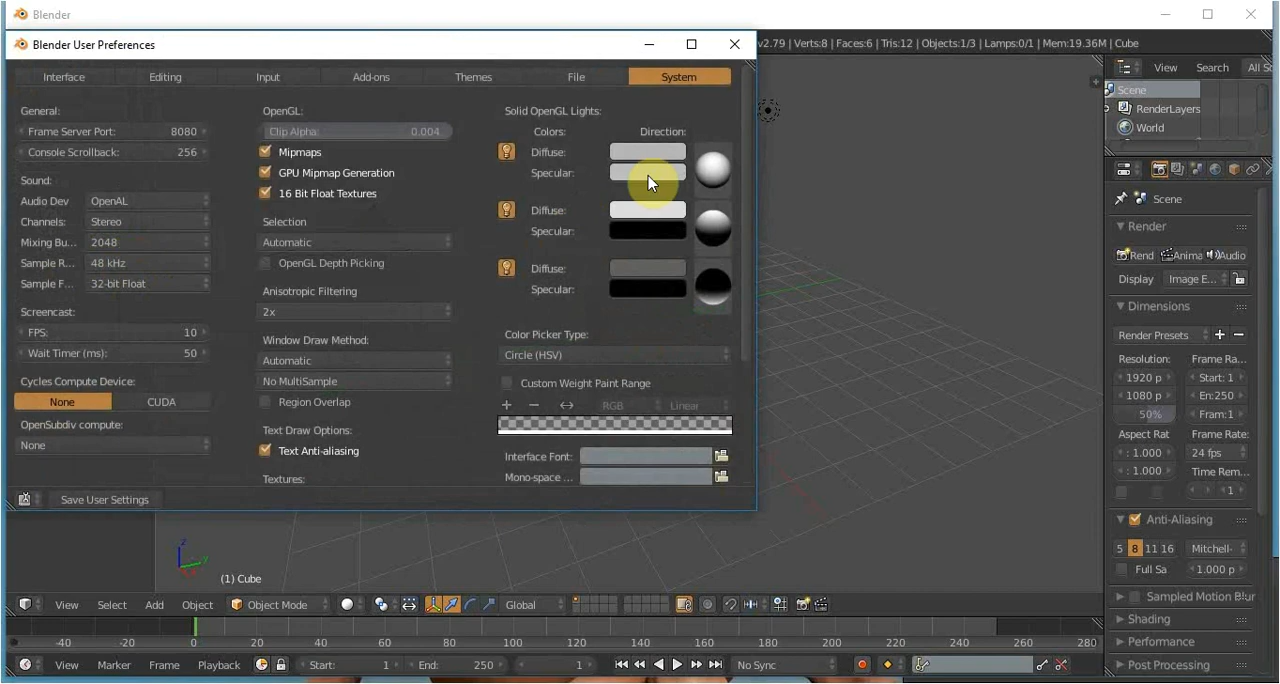 Blender
Blender User Preferences
v2.79 | Verts:8 | Faces:6 | Tris:12 | Objects:1/3 | Lamps:0/1 | Mem:19.36M | Cube
Interface Editing Input Add-ons Themes File System
View Search All S
Scene
RenderLayers
World
General:
Frame Server Port: 8080
Console Scrollback: 256
Sound:
Audio Dev OpenAL
Channels: Stereo
Mixing Bu... 2048
Sample R... 48 kHz
Sample F... 32-bit Float
Screencast:
FPS: 10
Wait Timer (ms): 50
Cycles Compute Device:
None CUDA
OpenSubdiv compute:
None
OpenGL:
Clip Alpha: 0.004
Mipmaps
GPU Mipmap Generation
16 Bit Float Textures
Selection
Automatic
OpenGL Depth Picking
Anisotropic Filtering
2x
Window Draw Method:
Automatic
No MultiSample
Region Overlap
Text Draw Options:
Text Anti-aliasing
Textures:
Solid OpenGL Lights:
Colors: Direction:
Diffuse:
Specular:
Diffuse:
Specular:
Diffuse:
Specular:
Color Picker Type:
Circle (HSV)
Custom Weight Paint Range
RGB Linear
Interface Font:
Mono-space ...
Save User Settings
Scene
Render
Rend Anima Audio
Display Image E...
Dimensions
Render Presets
Resolution: Frame Ra...
1920 p Start: 1
1080 p En:250
50% Fram:1
Aspect Rat Frame Rate:
: 1.000 24 fps
: 1.000 Time Rem...
1
Anti-Aliasing
5 8 11 16 Mitchell-
Full Sa 1.000 p
Sampled Motion Blur
Shading
Performance
Post Processing
z
y
(1) Cube
View Select Add Object Object Mode Global
-40 -20 0 20 40 60 80 100 120 140 160 180 200 220 240 260 280
View Marker Frame Playback Start: 1 End: 250 1 No Sync